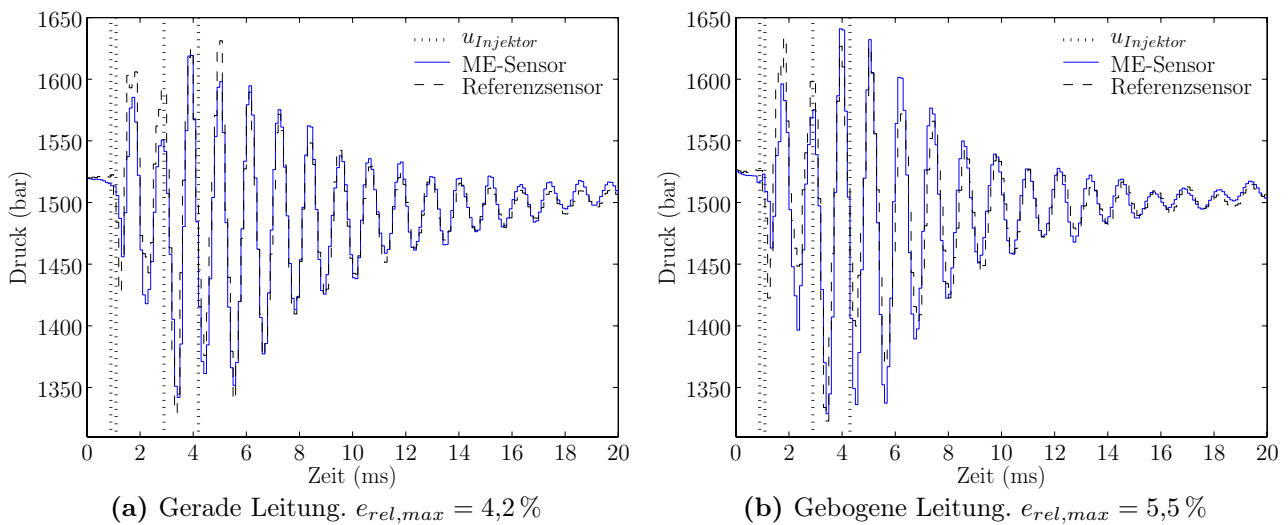 1650
1600
1550
1500
1450
1400
1350
Druck (bar)
u_Injektor
ME-Sensor
Referenzsensor
0 2 4 6 8 10 12 14 16 18 20
Zeit (ms)
(a) Gerade Leitung. e_rel,max = 4,2 %
1650
1600
1550
1500
1450
1400
1350
Druck (bar)
u_Injektor
ME-Sensor
Referenzsensor
0 2 4 6 8 10 12 14 16 18 20
Zeit (ms)
(b) Gebogene Leitung. e_rel,max = 5,5 %